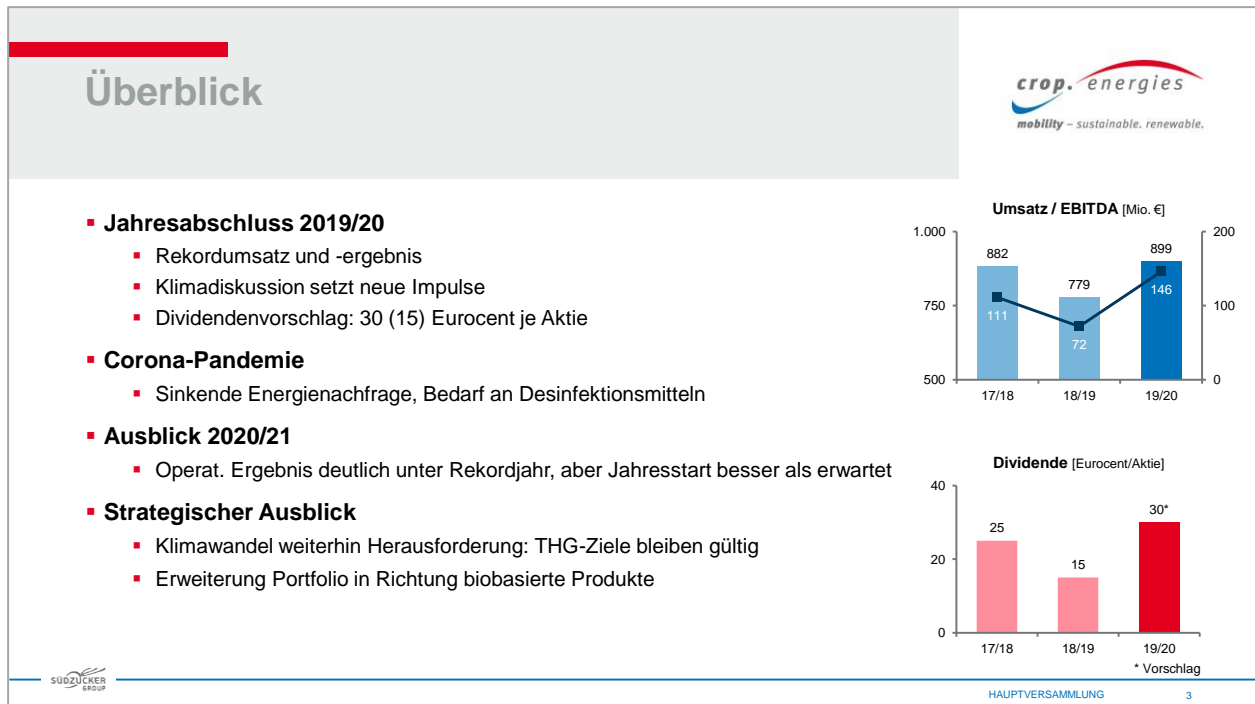 Überblick
crop. energies
mobility – sustainable. renewable.
Jahresabschluss 2019/20
Rekordumsatz und -ergebnis
Klimadiskussion setzt neue Impulse
Dividendenvorschlag: 30 (15) Eurocent je Aktie
Corona-Pandemie
Sinkende Energienachfrage, Bedarf an Desinfektionsmitteln
Ausblick 2020/21
Operat. Ergebnis deutlich unter Rekordjahr, aber Jahresstart besser als erwartet
Strategischer Ausblick
Klimawandel weiterhin Herausforderung: THG-Ziele bleiben gültig
Erweiterung Portfolio in Richtung biobasierte Produkte
Umsatz / EBITDA [Mio. €]
1.000
750
500
200
100
0
882
779
899
111
72
146
17/18
18/19
19/20
Dividende [Eurocent/Aktie]
40
20
0
25
15
30*
17/18
18/19
19/20
* Vorschlag
SÜDZUCKER
GROUP
HAUPTVERSAMMLUNG
3